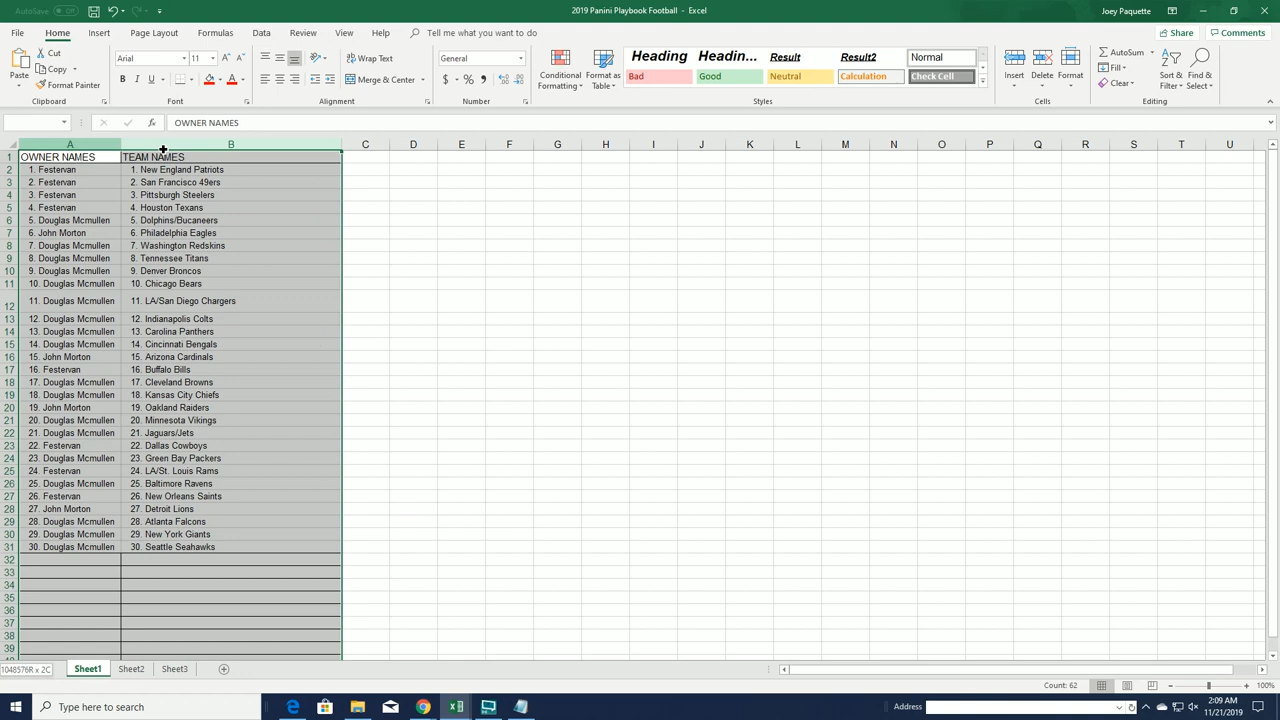 AutoSave Off 2019 Panini Playbook Football - Excel Joey Paquette
File Home Insert Page Layout Formulas Data Review View Help Tell me what you want to do Share Comments
Paste Cut Copy Format Painter Clipboard
Arial 11 B I U A A A Font
Wrap Text Merge & Center Alignment
General $ % , Number
Conditional Formatting Format as Table
Heading Headin... Result Result2 Normal
Bad Good Neutral Calculation Check Cell
Styles
Insert Delete Format Cells
AutoSum Fill Clear Sort & Filter Find & Select Editing
fx OWNER NAMES
A B C D E F G H I J K L M N O P Q R S T U
1 OWNER NAMES TEAM NAMES
2 1. Festervan 1. New England Patriots
3 2. Festervan 2. San Francisco 49ers
4 3. Festervan 3. Pittsburgh Steelers
5 4. Festervan 4. Houston Texans
6 5. Douglas Mcmullen 5. Dolphins/Bucaneers
7 6. John Morton 6. Philadelphia Eagles
8 7. Douglas Mcmullen 7. Washington Redskins
9 8. Douglas Mcmullen 8. Tennessee Titans
10 9. Douglas Mcmullen 9. Denver Broncos
11 10. Douglas Mcmullen 10. Chicago Bears
12 11. Douglas Mcmullen 11. LA/San Diego Chargers
13 12. Douglas Mcmullen 12. Indianapolis Colts
14 13. Douglas Mcmullen 13. Carolina Panthers
15 14. Douglas Mcmullen 14. Cincinnati Bengals
16 15. John Morton 15. Arizona Cardinals
17 16. Festervan 16. Buffalo Bills
18 17. Douglas Mcmullen 17. Cleveland Browns
19 18. Douglas Mcmullen 18. Kansas City Chiefs
20 19. John Morton 19. Oakland Raiders
21 20. Douglas Mcmullen 20. Minnesota Vikings
22 21. Douglas Mcmullen 21. Jaguars/Jets
23 22. Festervan 22. Dallas Cowboys
24 23. Douglas Mcmullen 23. Green Bay Packers
25 24. Festervan 24. LA/St. Louis Rams
26 25. Douglas Mcmullen 25. Baltimore Ravens
27 26. Festervan 26. New Orleans Saints
28 27. John Morton 27. Detroit Lions
29 28. Douglas Mcmullen 28. Atlanta Falcons
30 29. Douglas Mcmullen 29. New York Giants
31 30. Douglas Mcmullen 30. Seattle Seahawks
32
33
34
35
36
37
38
39
1048576R x 2C Sheet1 Sheet2 Sheet3
Count: 62 100%
Type here to search Address 2:09 AM
11/21/2019